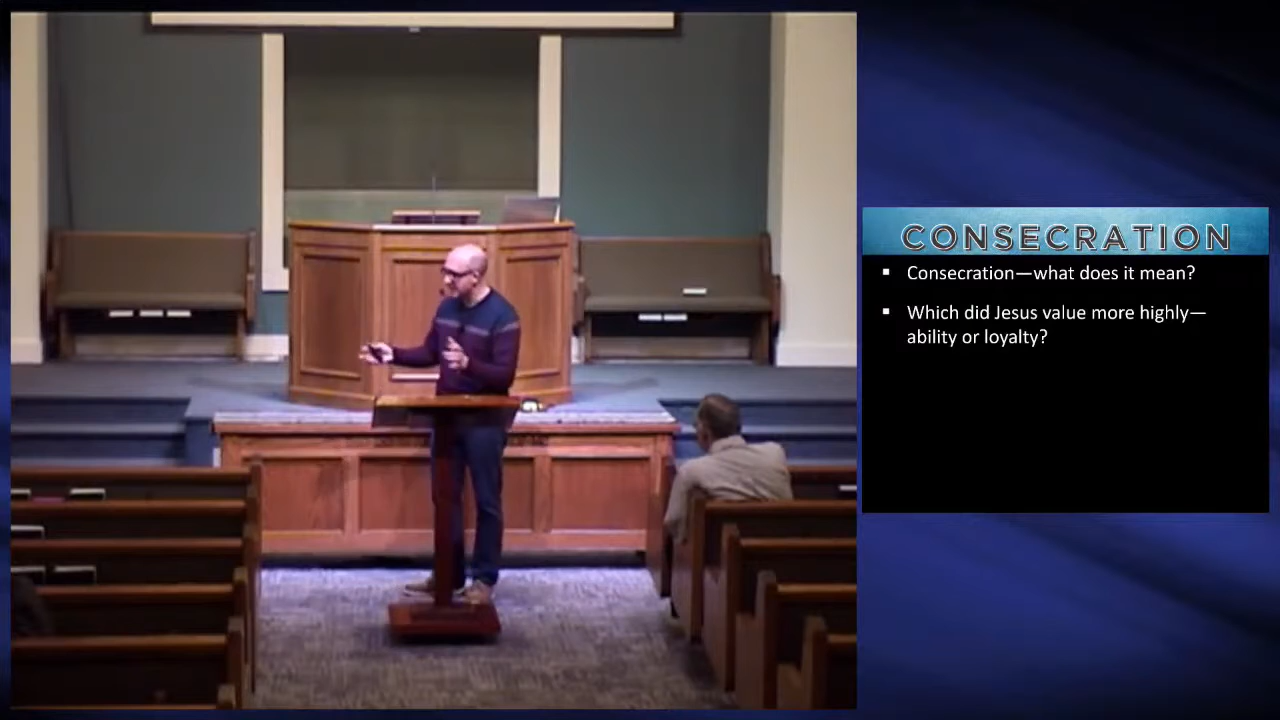 CONSECRATION
▪ Consecration—what does it mean?
▪ Which did Jesus value more highly—
ability or loyalty?